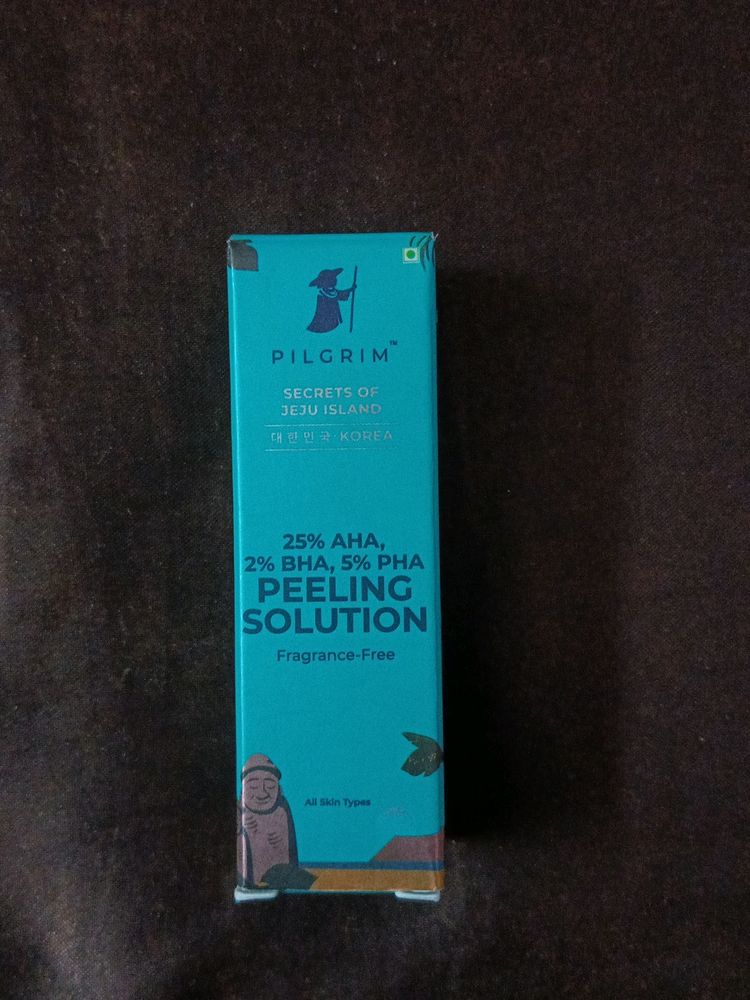 PILGRIM™
SECRETS OF
JEJU ISLAND
대한민국·KOREA
25% AHA,
2% BHA, 5% PHA
PEELING
SOLUTION
Fragrance-Free
All Skin Types